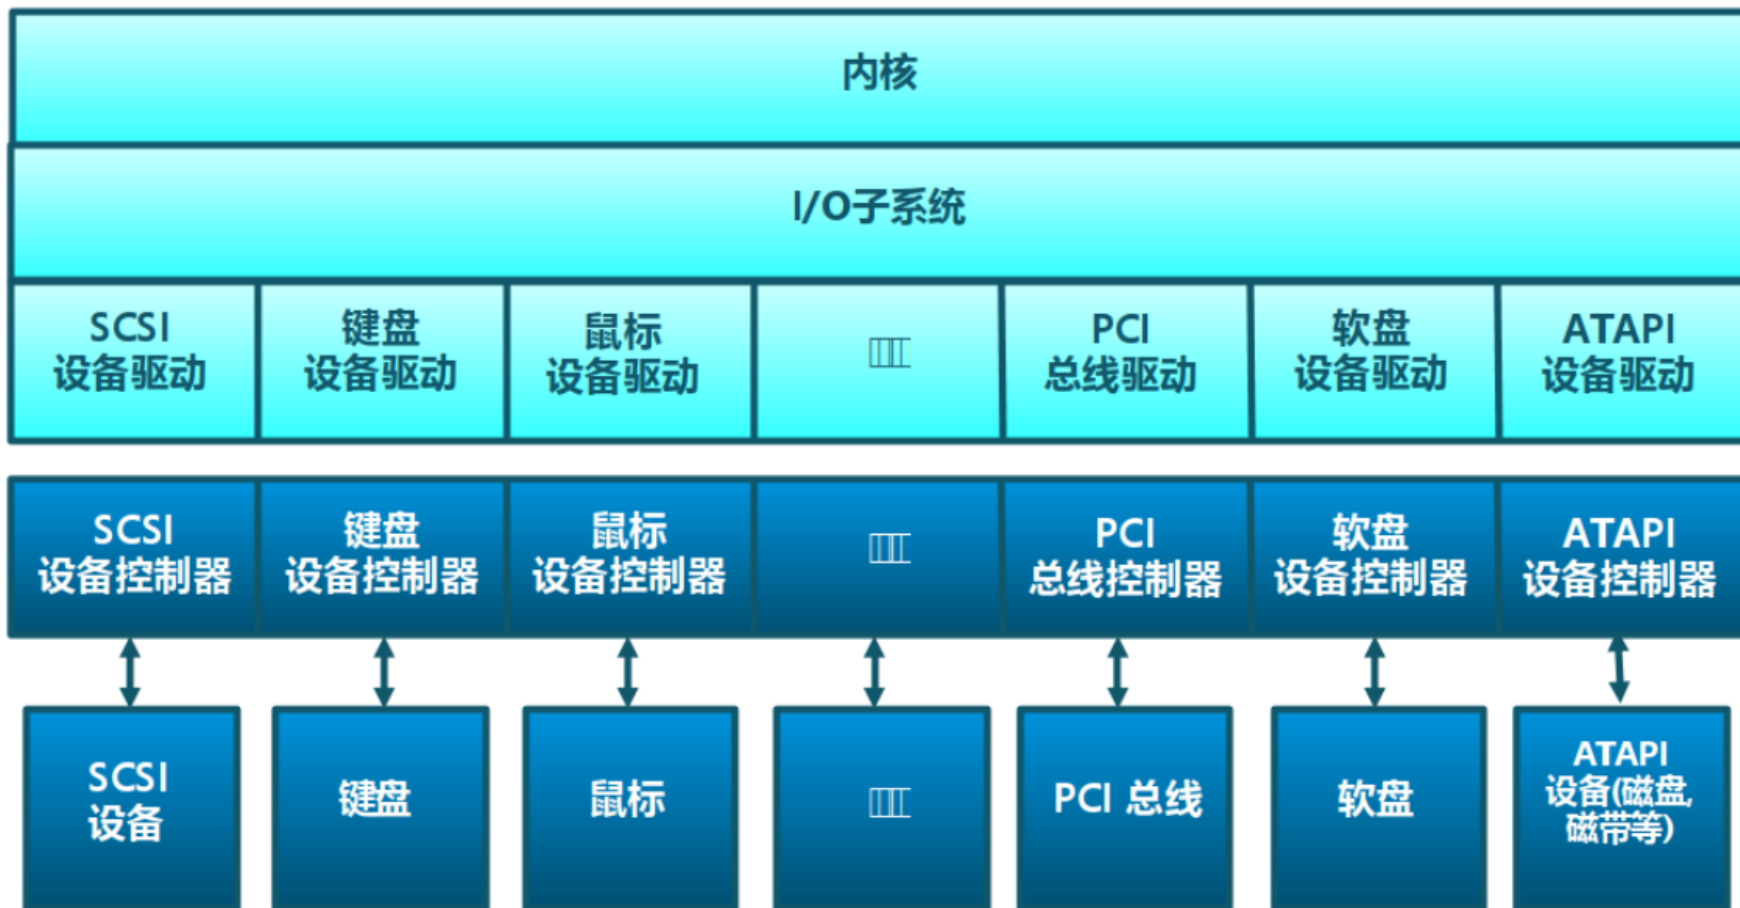 内核
I/O子系统
SCSI
设备驱动
键盘
设备驱动
鼠标
设备驱动
PCI
总线驱动
软盘
设备驱动
ATAPI
设备驱动
SCSI
设备控制器
键盘
设备控制器
鼠标
设备控制器
PCI
总线控制器
软盘
设备控制器
ATAPI
设备控制器
SCSI
设备
键盘
鼠标
PCI 总线
软盘
ATAPI
设备(磁盘,
磁带等)